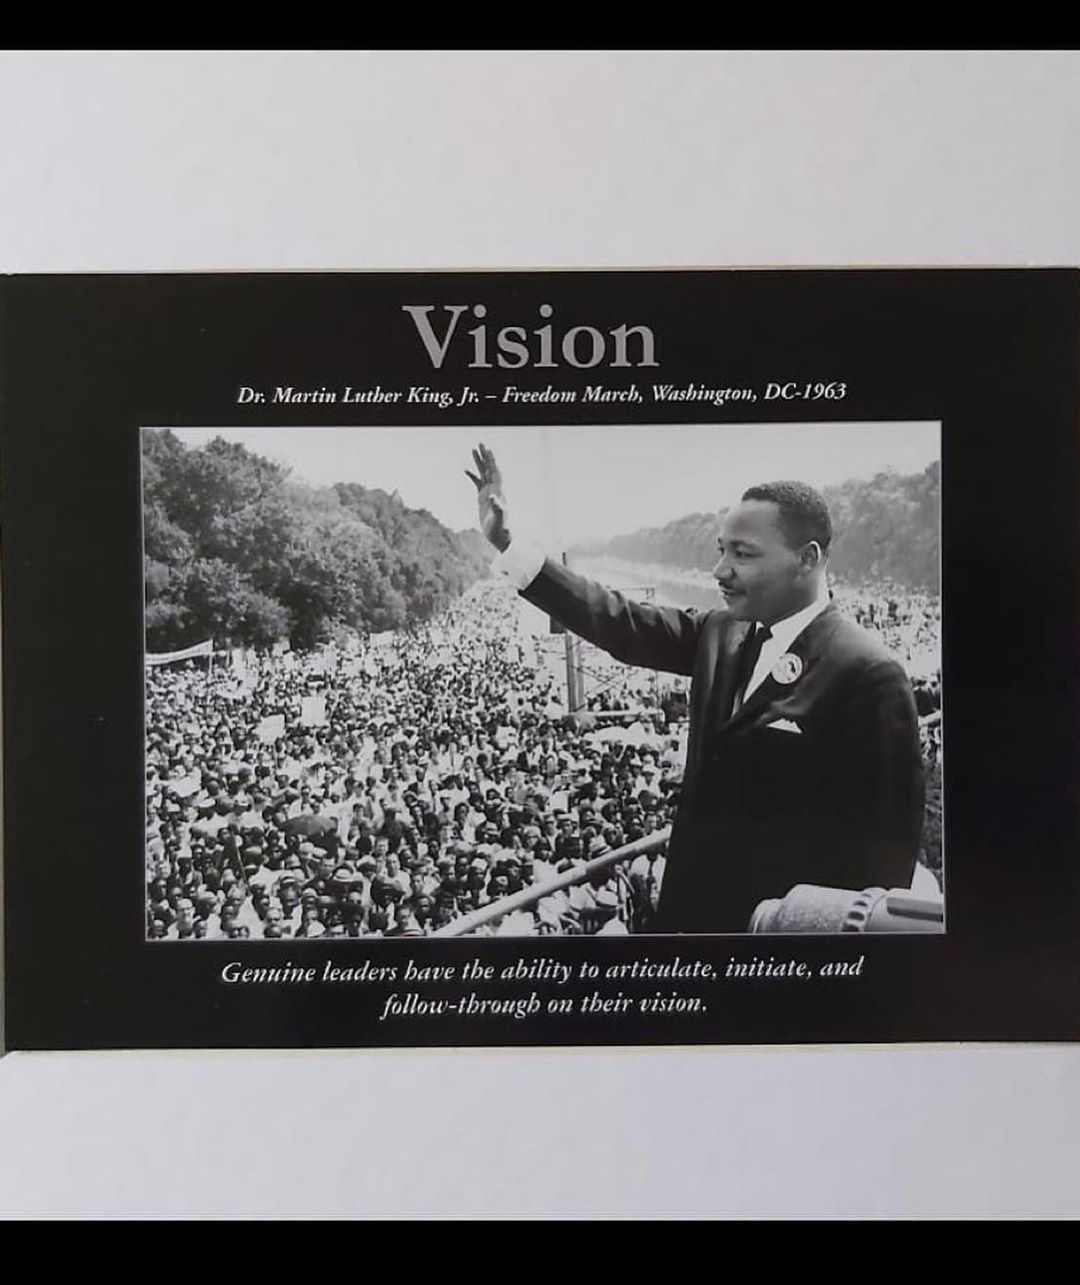 Vision
Dr. Martin Luther King, Jr. – Freedom March, Washington, DC-1963
Genuine leaders have the ability to articulate, initiate, and
follow-through on their vision.